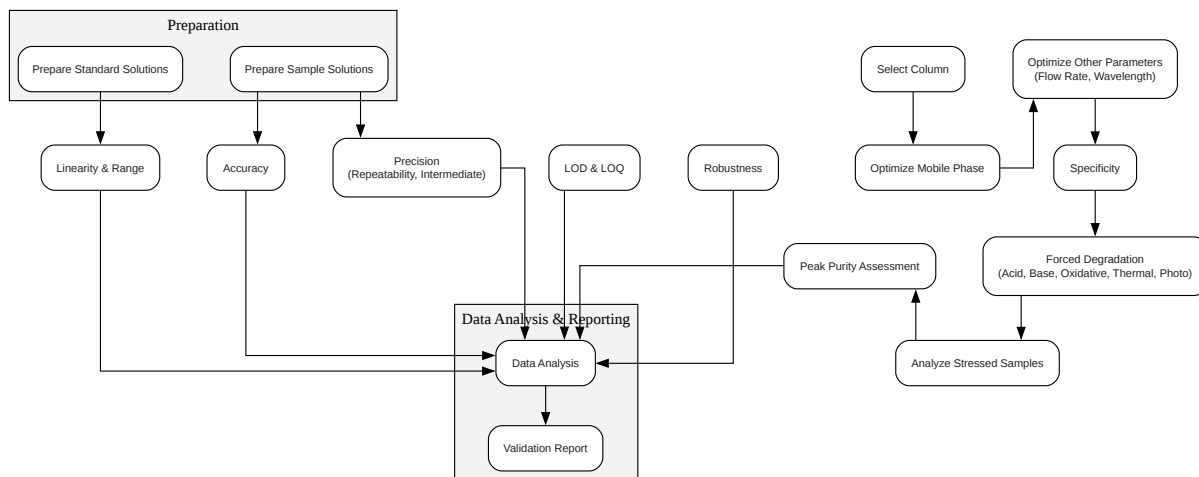 Preparation
Prepare Standard Solutions
Prepare Sample Solutions
Select Column
Optimize Other Parameters
(Flow Rate, Wavelength)
Linearity & Range
Accuracy
Precision
(Repeatability, Intermediate)
LOD & LOQ
Robustness
Optimize Mobile Phase
Specificity
Peak Purity Assessment
Forced Degradation
(Acid, Base, Oxidative, Thermal, Photo)
Data Analysis & Reporting
Data Analysis
Analyze Stressed Samples
Validation Report